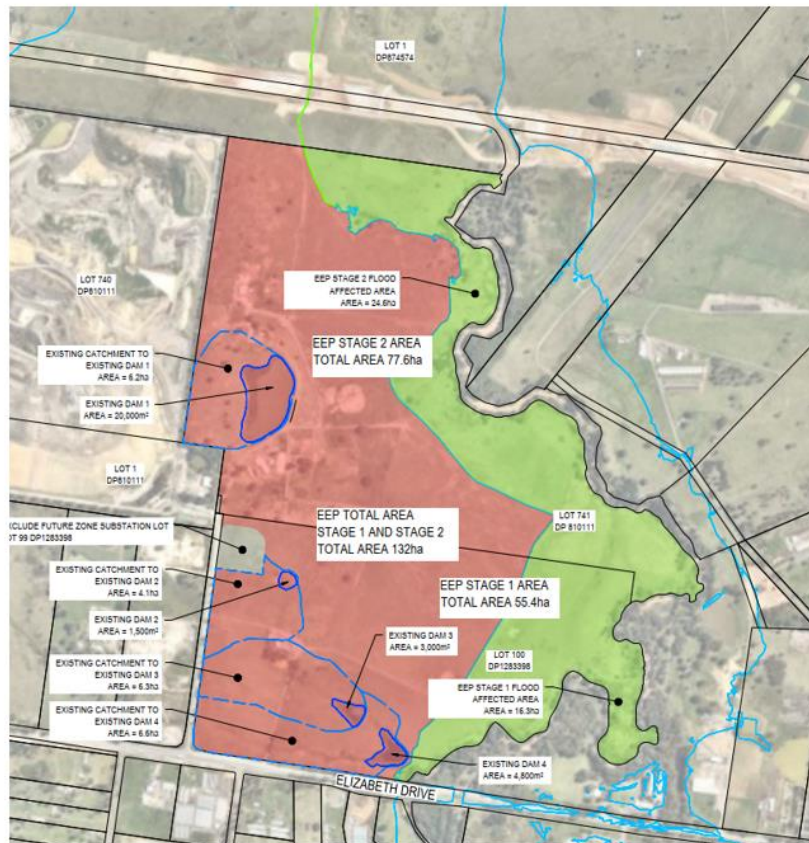 LOT 1
DP874574
LOT 740
DP810111
EEP STAGE 2 FLOOD
AFFECTED AREA
AREA = 24.6ha
EEP STAGE 2 AREA
TOTAL AREA 77.6ha
EXISTING CATCHMENT TO
EXISTING DAM 1
AREA = 6.2ha
EXISTING DAM 1
AREA = 20,000m²
LOT 1
DP810111
EEP TOTAL AREA
STAGE 1 AND STAGE 2
TOTAL AREA 132ha
LOT 741
DP 810111
XCLUDE FUTURE ZONE SUBSTATION LOT
OT 99 DP1283398
EXISTING CATCHMENT TO
EXISTING DAM 2
AREA = 4.1ha
EEP STAGE 1 AREA
TOTAL AREA 55.4ha
EXISTING DAM 2
AREA = 1,500m²
EXISTING DAM 3
AREA = 3,000m²
LOT 100
DP1283398
EXISTING CATCHMENT TO
EXISTING DAM 3
AREA = 6.3ha
EEP STAGE 1 FLOOD
AFFECTED AREA
AREA = 16.3ha
EXISTING CATCHMENT TO
EXISTING DAM 4
AREA = 6.6ha
EXISTING DAM 4
AREA = 4,800m²
ELIZABETH DRIVE